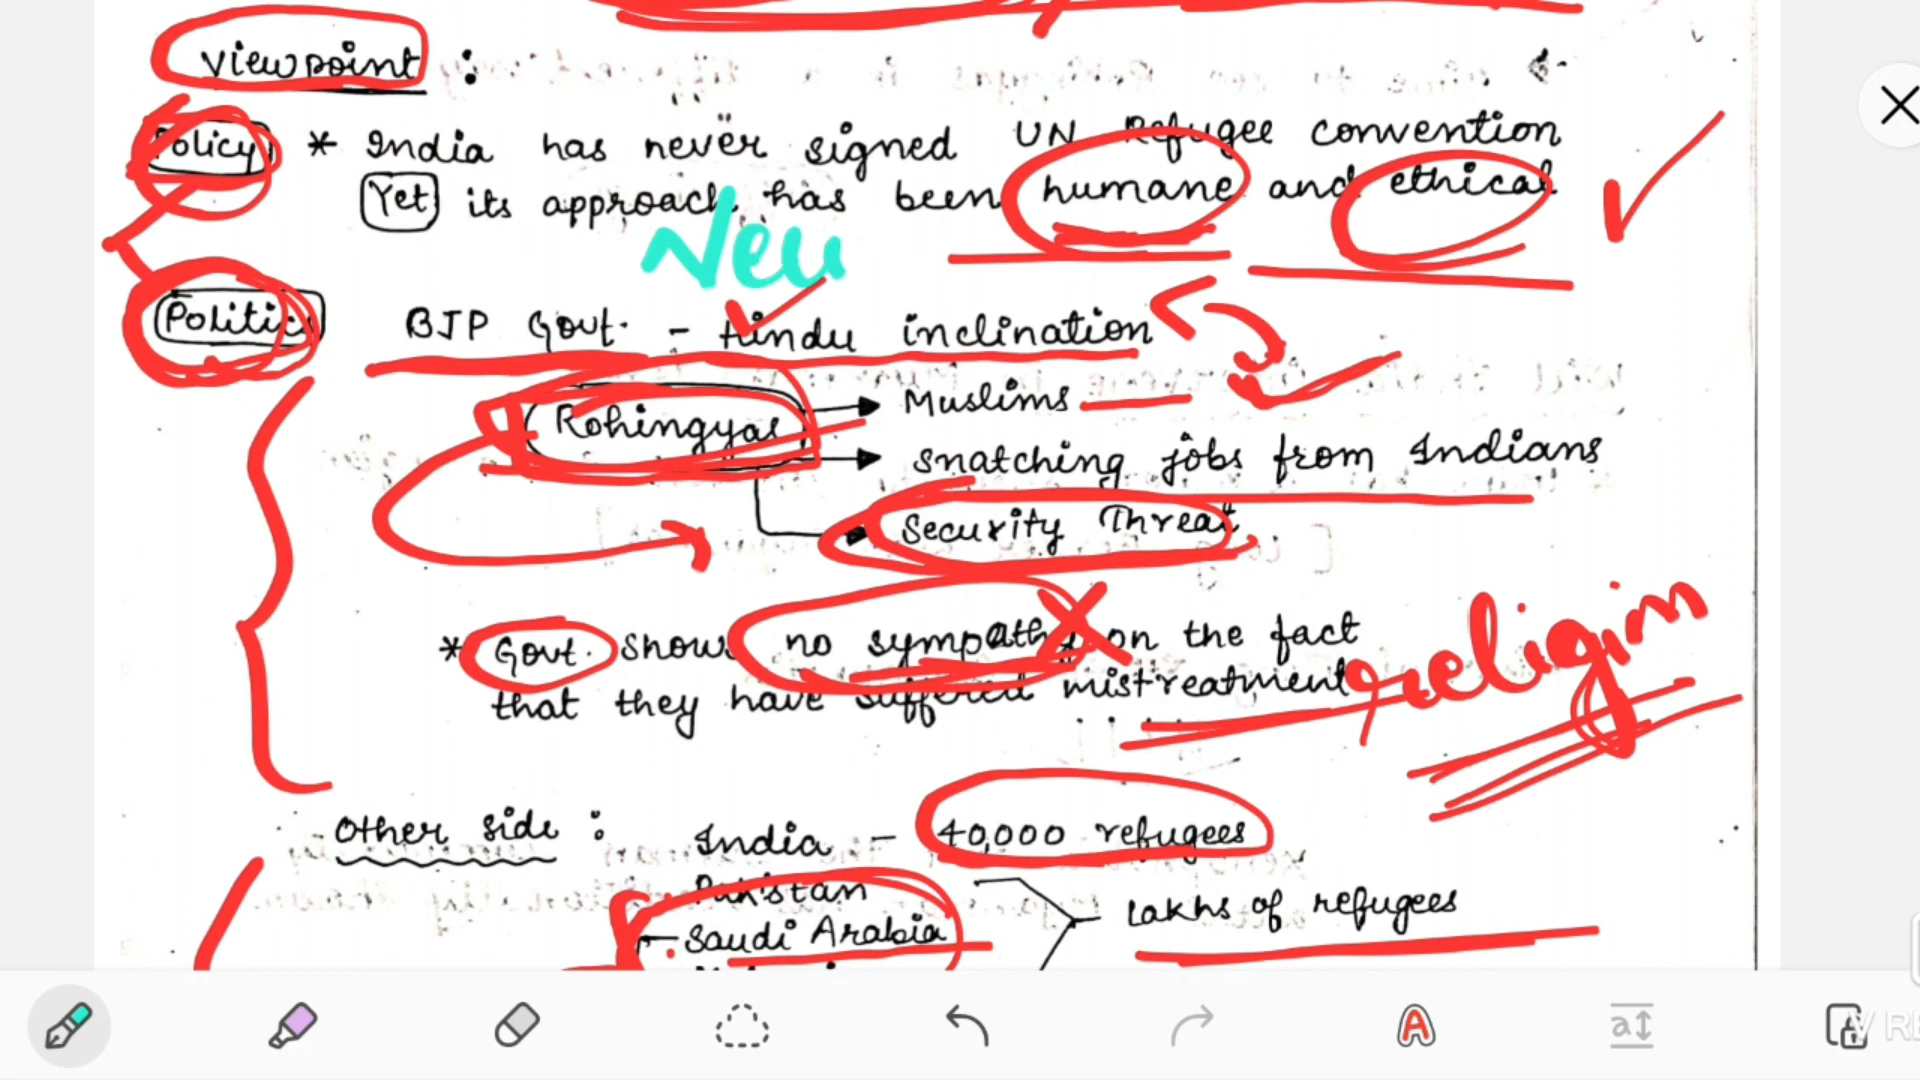 Viewpoint :
Policy * India has never signed UN Refugee convention
Yet its approach has been humane and ethical
Neu
Politics BJP Govt. - Hindu inclination
Rohingyas → Muslims
→ snatching jobs from Indians
→ Security Threat
* Govt. shows no sympathy on the fact
that they have suffered mistreatment
religion
Other side : India - 40,000 refugees
Pakistan
Saudi Arabia
Lakhs of refugees
A
a
V RE